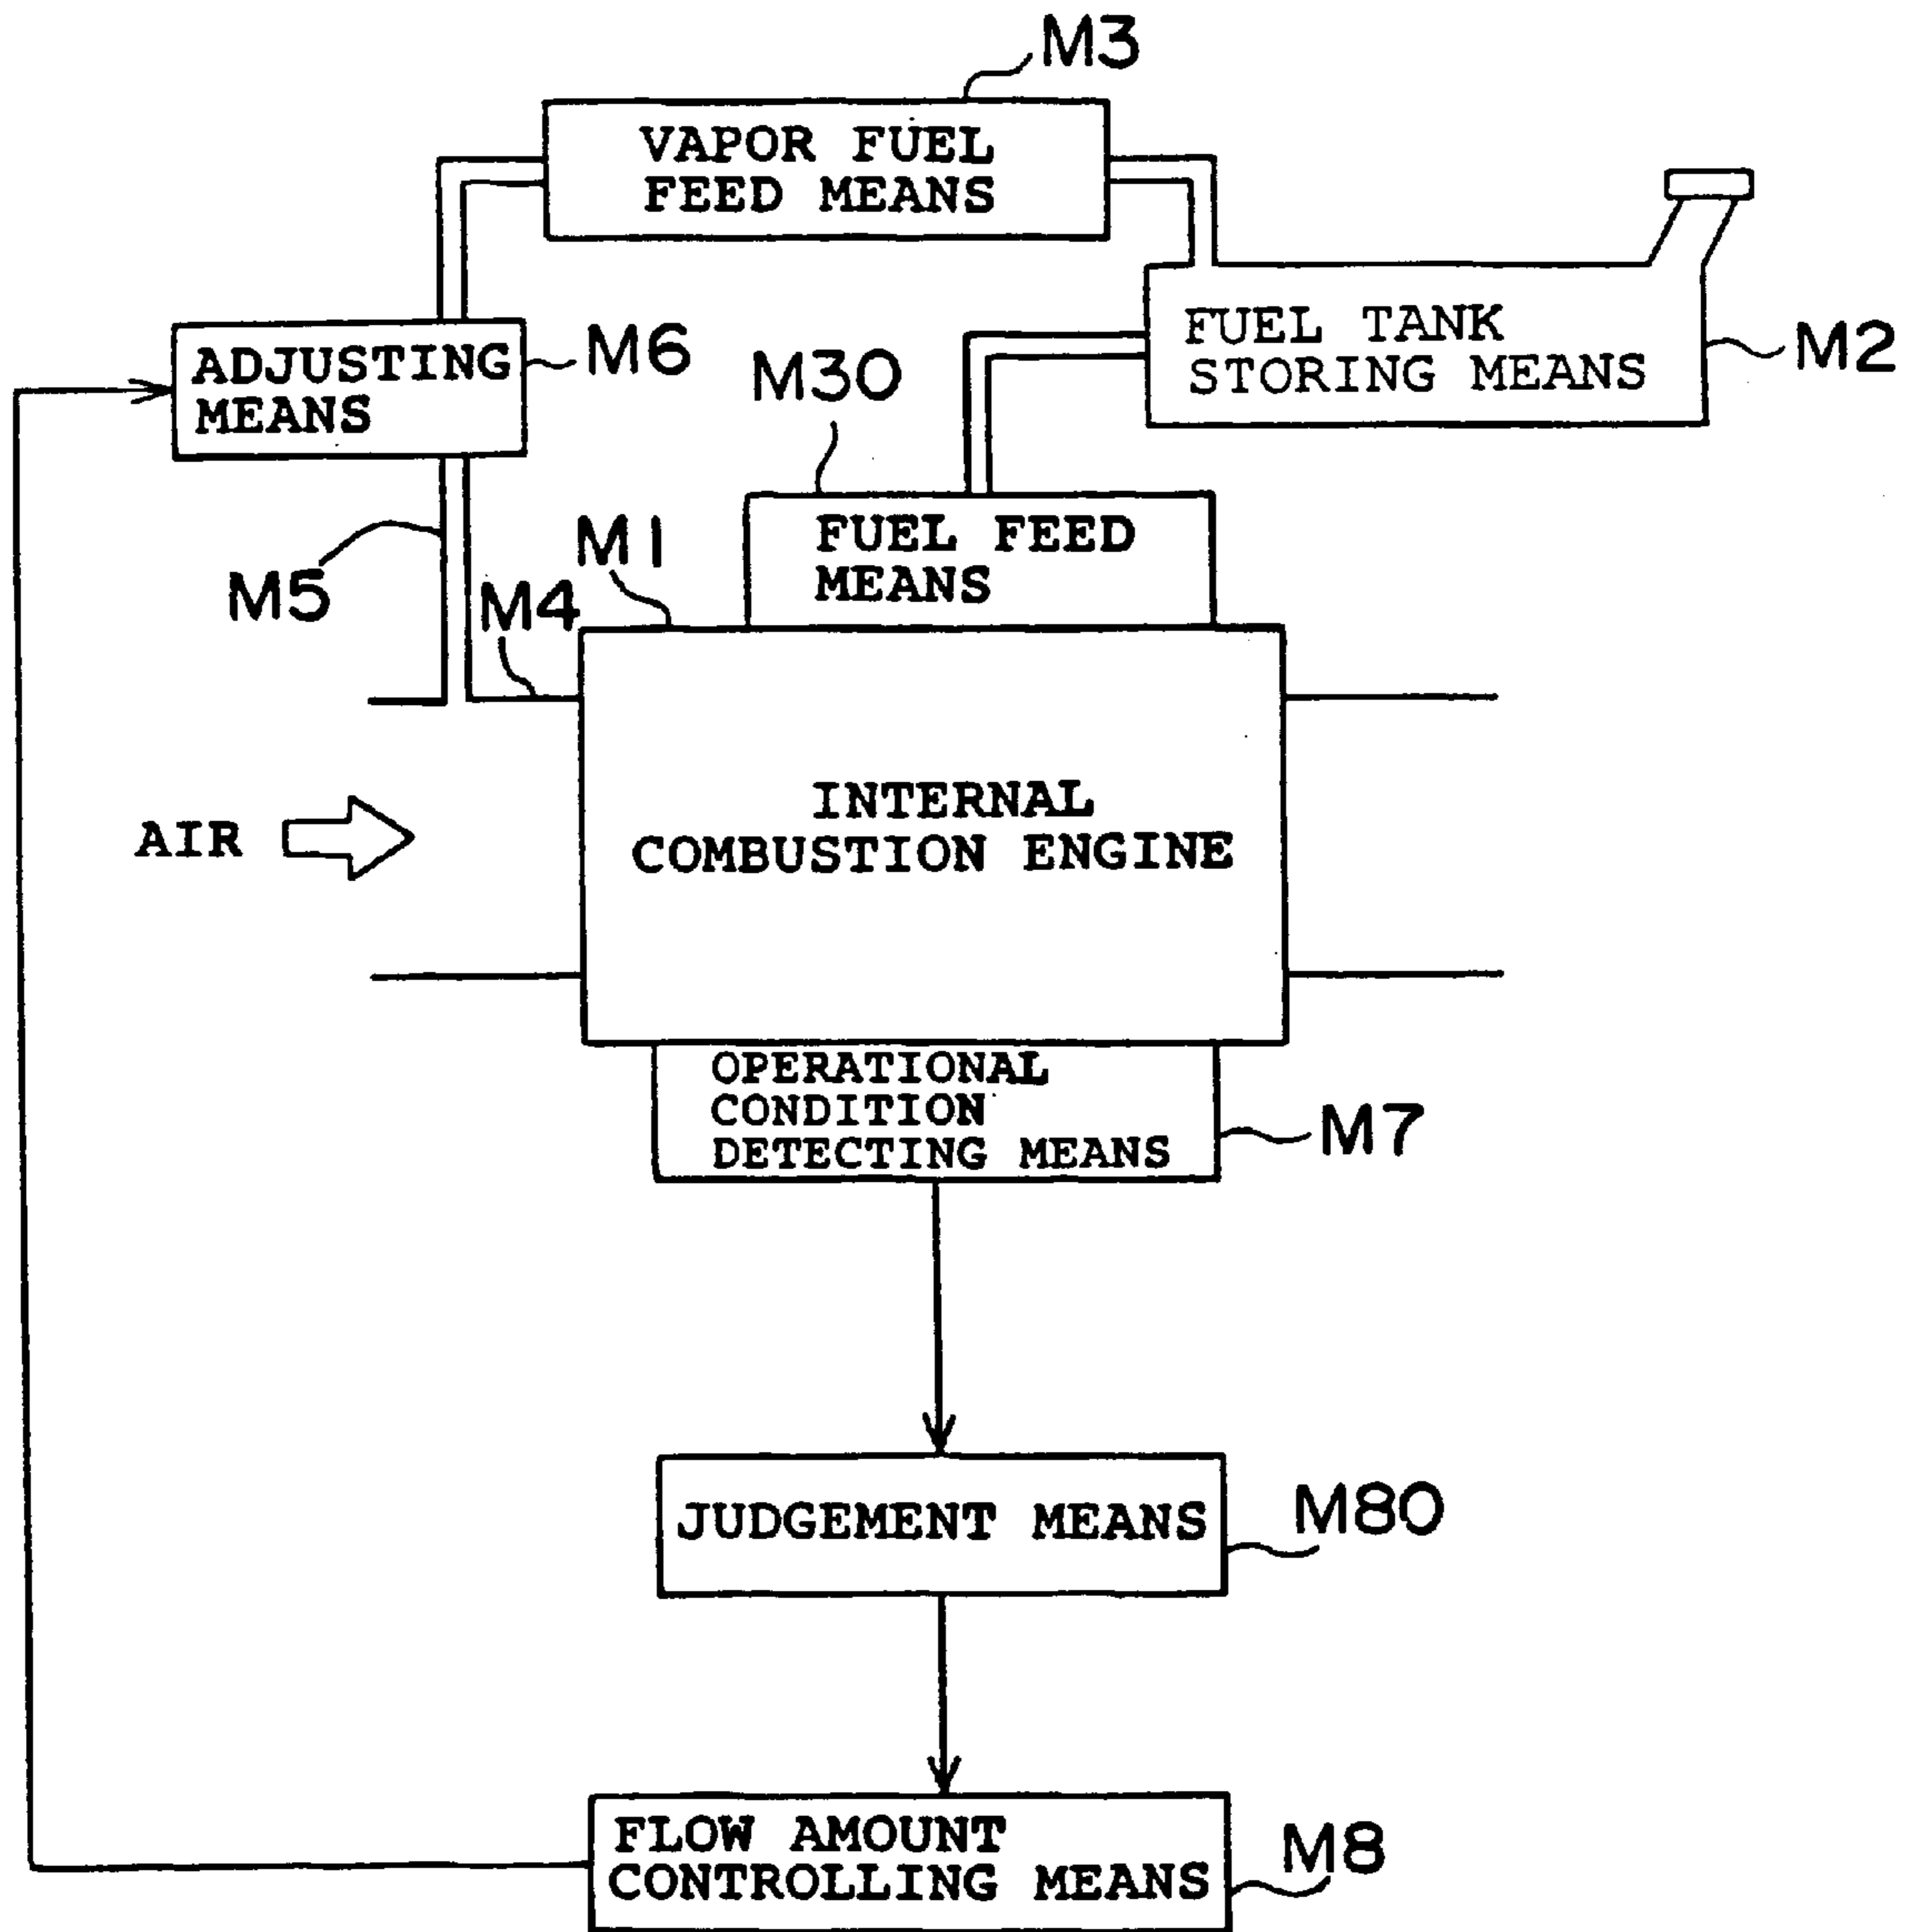 M3
VAPOR FUEL
FEED MEANS
ADJUSTING
MEANS
M6
M30
FUEL TANK
STORING MEANS
M2
FUEL FEED
MEANS
M1
M5
M4
AIR
INTERNAL
COMBUSTION ENGINE
OPERATIONAL
CONDITION
DETECTING MEANS
M7
JUDGEMENT MEANS
M80
FLOW AMOUNT
CONTROLLING MEANS
M8